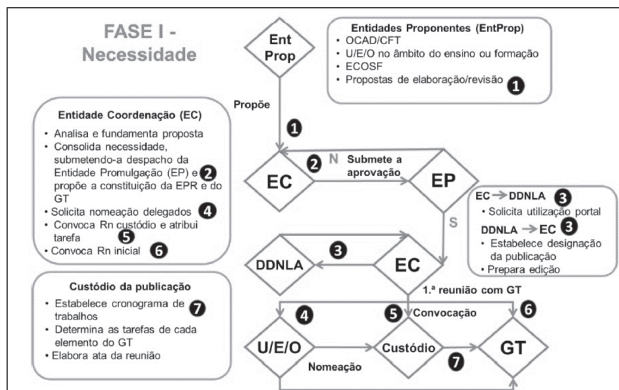 FASE I -
Necessidade
Ent
Prop
Entidades Proponentes (EntProp)
• OCAD/CFT
• U/E/O no âmbito do ensino ou formação
• ECOSF
• Propostas de elaboração/revisão 1
Propõe
1
Entidade Coordenação (EC)
• Analisa e fundamenta proposta
• Consolida necessidade,
submetendo-a despacho da
Entidade Promulgação (EP) e 2
propõe a constituição da EPR e do
GT
• Solicita nomeação delegados 4
• Convoca Rn custódio e atribui
tarefa 5
• Convoca Rn inicial 6
EC
2
N
Submete a
aprovação
EP
S
EC → DDNLA 3
• Solicita utilização portal
DDNLA → EC 3
• Estabelece designação
da publicação
• Prepara edição
DDNLA
3
EC
1.ª reunião com GT
Custódio da publicação
• Estabelece cronograma de
trabalhos 7
• Determina as tarefas de cada
elemento do GT
• Elabora ata da reunião
4
5
Convocação
6
U/E/O
Nomeação
Custódio
7
GT